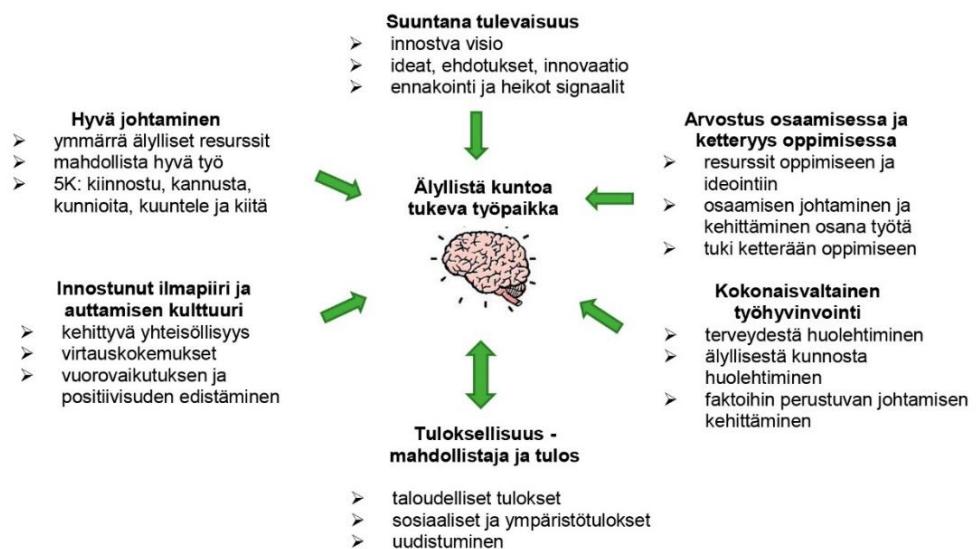 Suuntana tulevaisuus
➢ innostva visio
➢ ideat, ehdotukset, innovaatio
➢ ennakointi ja heikot signaalit
Hyvä johtaminen
➢ ymmärrä älylliset resurssit
➢ mahdollista hyvä työ
➢ 5K: kiinnostu, kannusta,
kunnioita, kuuntele ja kiitä
Älyllistä kuntoa
tukeva työpaikka
Arvostus osaamisessa ja
ketteryys oppimisessa
➢ resurssit oppimiseen ja
ideointiin
➢ osaamisen johtaminen ja
kehittäminen osana työtä
➢ tuki ketterään oppimiseen
Innostunut ilmapiiri ja
auttamisen kulttuuri
➢ kehittyvä yhteisöllisyys
➢ virtauskokemukset
➢ vuorovaikutuksen ja
positiivisuden edistäminen
Kokonaisvaltainen
työhyvinvointi
➢ terveydestä huolehtiminen
➢ älyllisestä kunnosta
huolehtiminen
➢ faktoihin perustuvan johtamisen
kehittäminen
Tuloksellisuus -
mahdollistaja ja tulos
➢ taloudelliset tulokset
➢ sosiaaliset ja ympäristötulokset
➢ uudistuminen